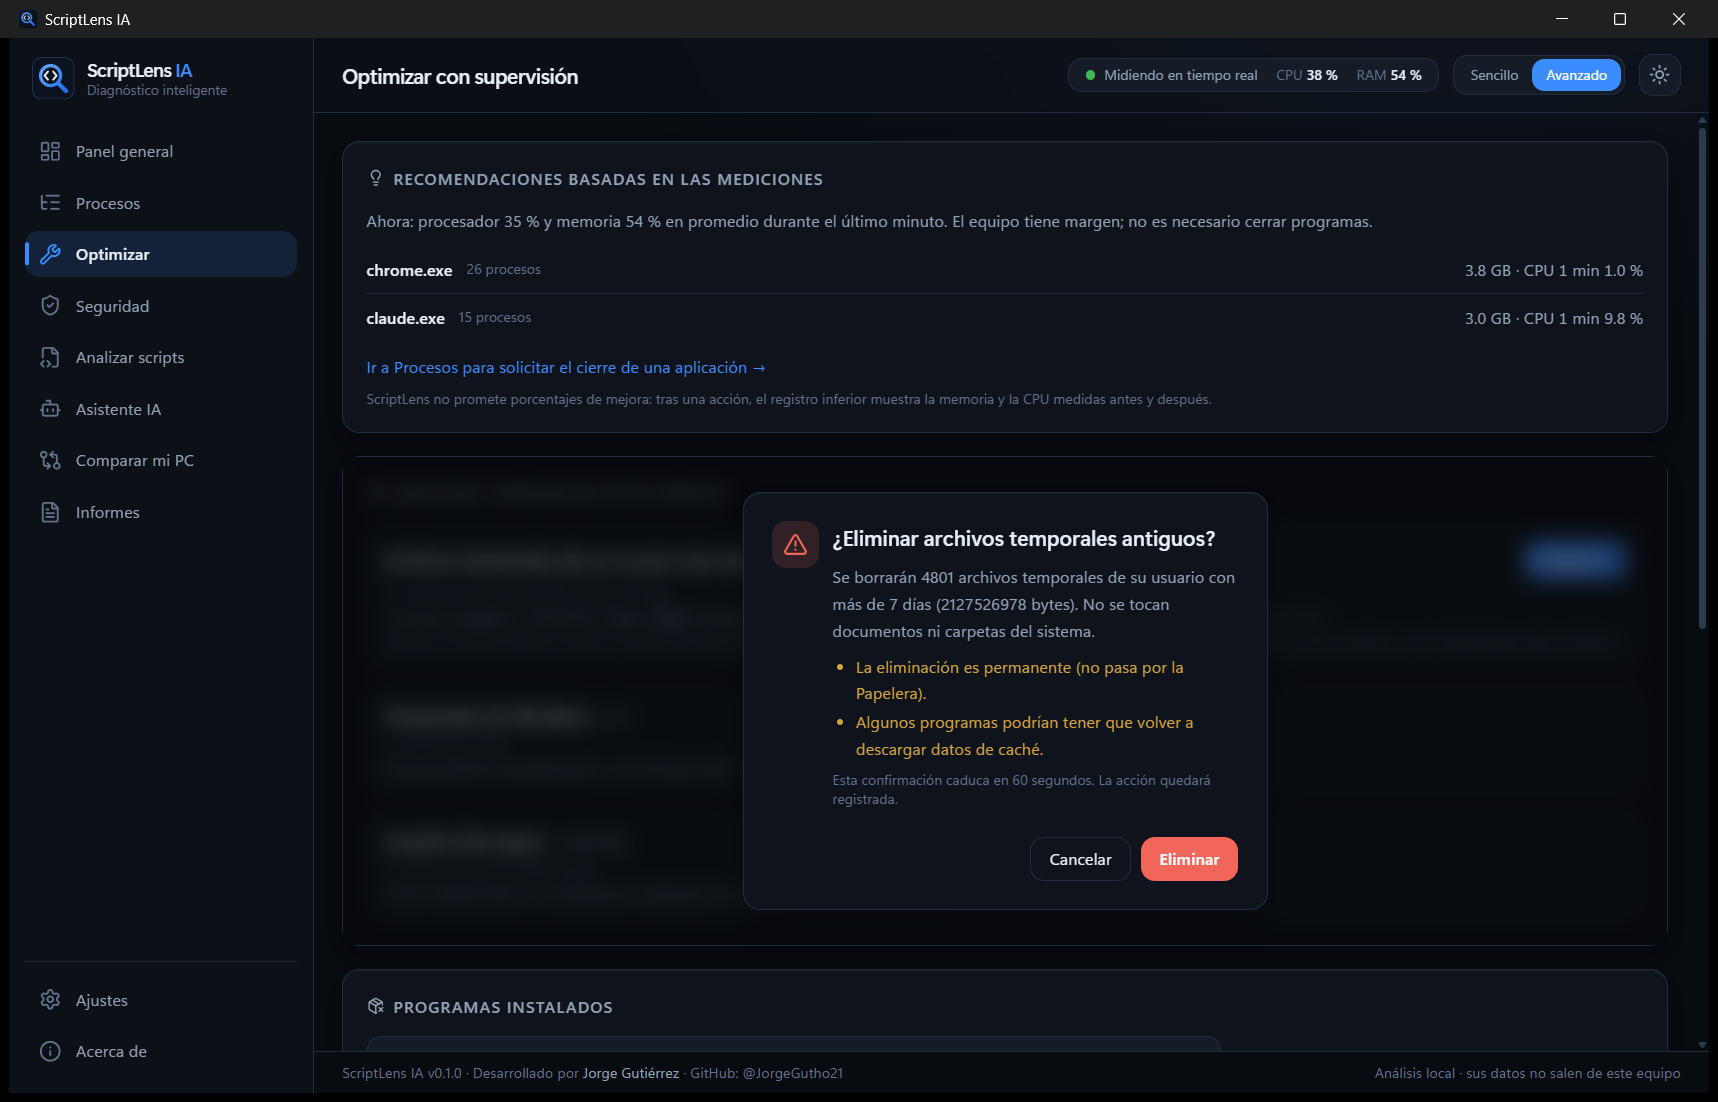 ScriptLens IA
ScriptLens IA
Diagnóstico inteligente
Panel general
Procesos
Optimizar
Seguridad
Analizar scripts
Asistente IA
Comparar mi PC
Informes
Ajustes
Acerca de
Optimizar con supervisión
Midiendo en tiempo real CPU 38 % RAM 54 %
Sencillo Avanzado
RECOMENDACIONES BASADAS EN LAS MEDICIONES
Ahora: procesador 35 % y memoria 54 % en promedio durante el último minuto. El equipo tiene margen; no es necesario cerrar programas.
chrome.exe 26 procesos 3.8 GB · CPU 1 min 1.0 %
claude.exe 15 procesos 3.0 GB · CPU 1 min 9.8 %
Ir a Procesos para solicitar el cierre de una aplicación →
ScriptLens no promete porcentajes de mejora: tras una acción, el registro inferior muestra la memoria y la CPU medidas antes y después.
¿Eliminar archivos temporales antiguos?
Se borrarán 4801 archivos temporales de su usuario con
más de 7 días (2127526978 bytes). No se tocan
documentos ni carpetas del sistema.
• La eliminación es permanente (no pasa por la
Papelera).
• Algunos programas podrían tener que volver a
descargar datos de caché.
Esta confirmación caduca en 60 segundos. La acción quedará
registrada.
Cancelar Eliminar
PROGRAMAS INSTALADOS
ScriptLens IA v0.1.0 · Desarrollado por Jorge Gutiérrez · GitHub: @JorgeGutho21
Análisis local · sus datos no salen de este equipo